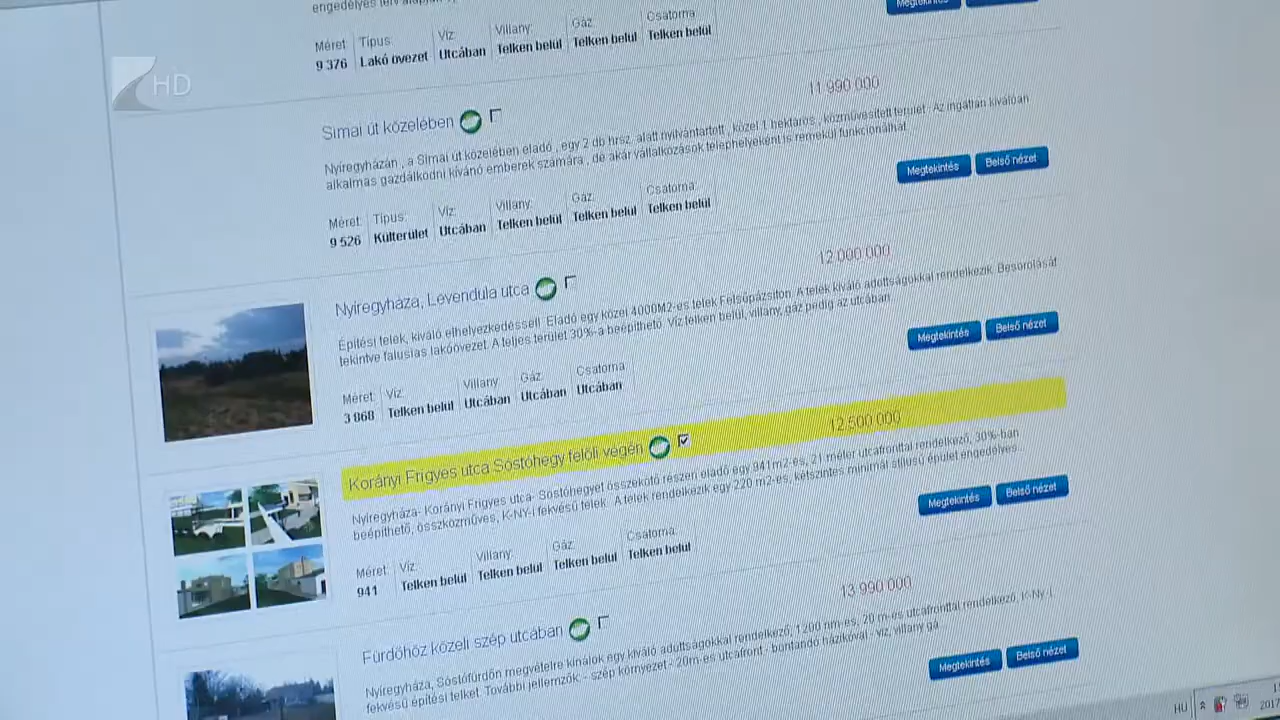 engedélyes terv
Megtekintés
Méret: Típus: Víz: Villany: Gáz: Csatorna:
9 376 Lakó övezet Utcában Telken belül Telken belül Telken belül
HD
Simai út közelében 11 990 000
Nyíregyházán , a Simai út közelében eladó , egy 2 db hrsz. alatt nyilvántartott , közel 1 hektáros , közművesített terület - Az ingatlan kiválóan
alkalmas gazdálkodni kívánó emberek számára , de akár vállalkozások telephelyeként is remekül funkcionálhat.
Megtekintés Belső nézet
Méret: Típus: Víz: Villany: Gáz: Csatorna:
9 526 Külterület Utcában Telken belül Telken belül Telken belül
Nyíregyháza, Levendula utca 12 000 000
Építési telek, kiváló elhelyezkedéssel! Eladó egy közel 4000M2-es telek Felsőpázsiton. A telek kiváló adottságokkal rendelkezik. Besorolását
tekintve falusias lakóövezet. A teljes terület 30%-a beépíthető. Víz telken belül, villany, gáz pedig az utcában.
Megtekintés Belső nézet
Méret: Víz: Villany: Gáz: Csatorna:
3 868 Telken belül Utcában Utcában Utcában
Korányi Frigyes utca Sóstóhegy felőli végén 12 500 000
Nyíregyháza- Korányi Frigyes utca- Sóstóhegyet összekötő részen eladó egy 941m2-es, 21 méter utcafronttal rendelkező, 30%-ban
beépíthető, összközműves, K-NY-i fekvésű telek. A telek rendelkezik egy 220 m2-es, kétszintes minimál stílusú épület engedélyes...
Megtekintés Belső nézet
Méret: Víz: Villany: Gáz: Csatorna:
941 Telken belül Telken belül Telken belül Telken belül
Fürdőhöz közeli szép utcában 13 990 000
Nyíregyháza, Sóstófürdőn megvételre kínálok egy kiváló adottságokkal rendelkező, 1200 nm-es, 20 m-es utcafronttal rendelkező, K-Ny-i,
fekvésű építési telket. További jellemzők: - szép környezet - 20m-es utcafront - bontandó házikóval - víz, villany gá...
Megtekintés Belső nézet
HU